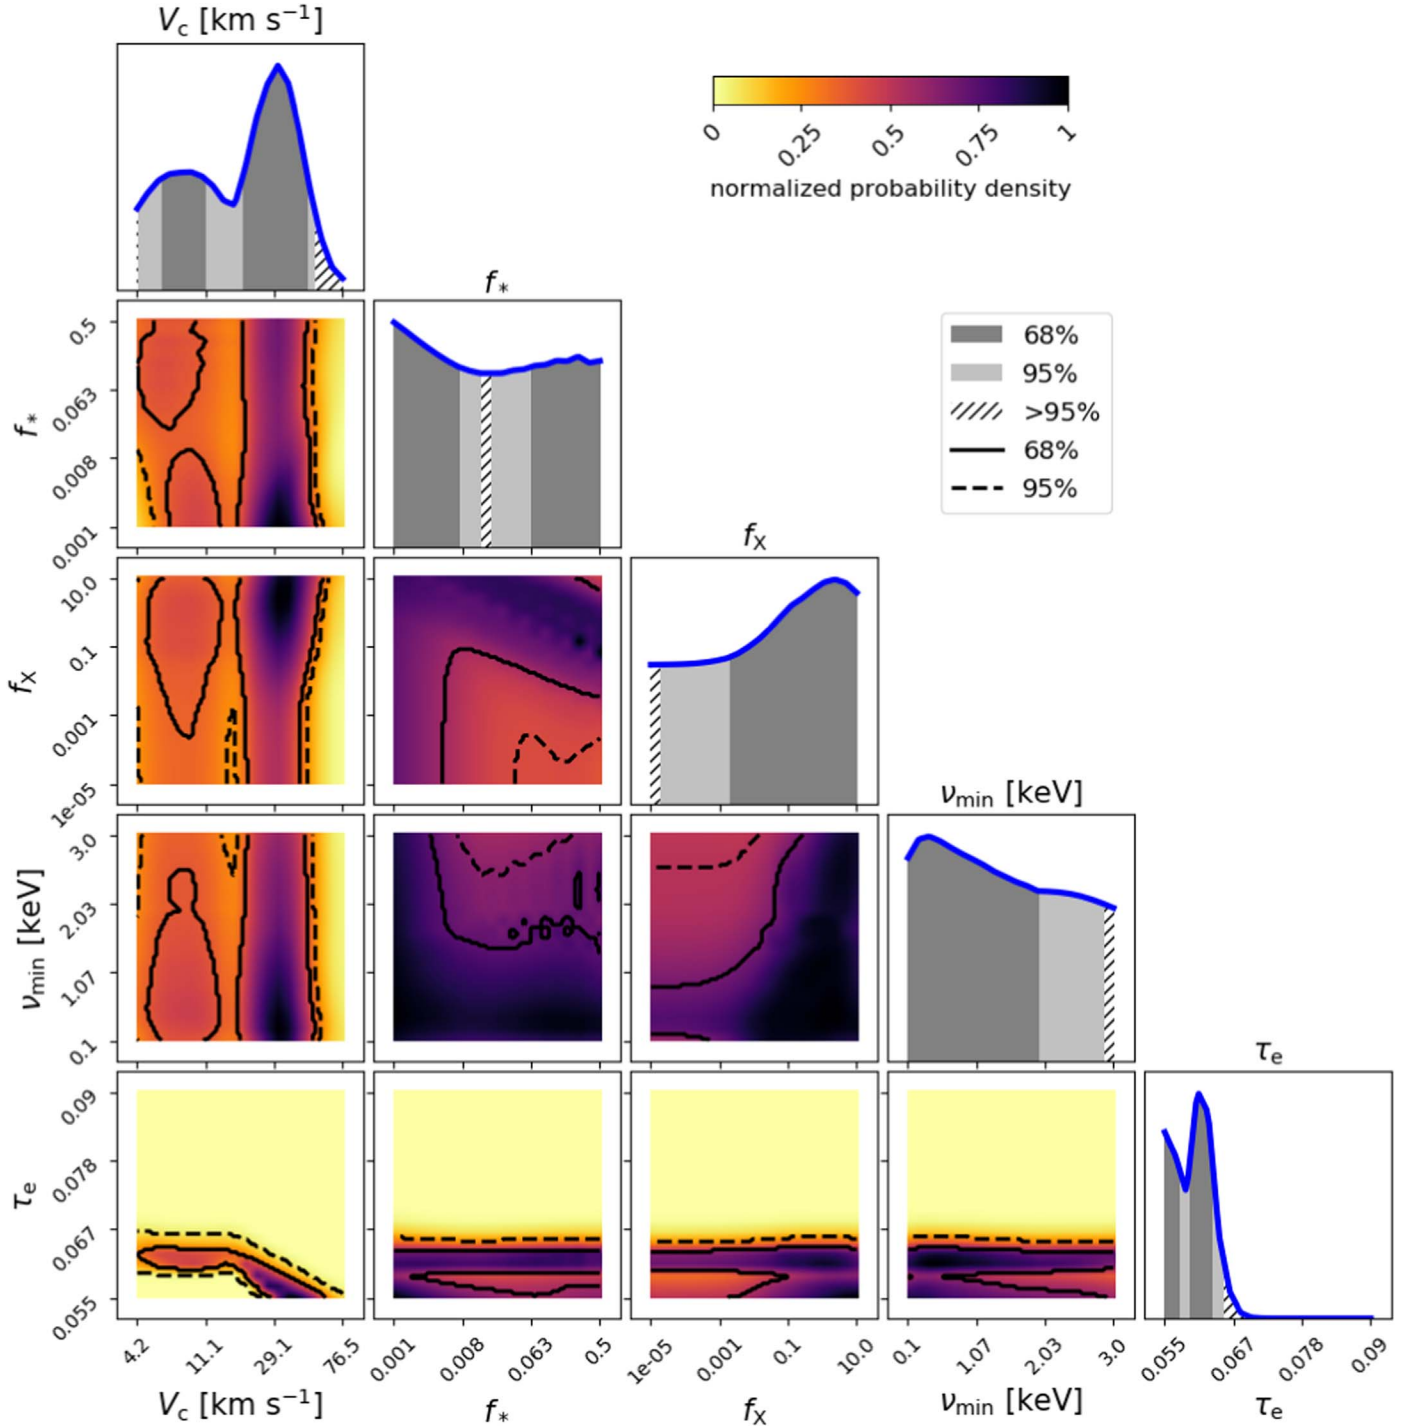 V_c [km s⁻¹]
0
0.25
0.5
0.75
1
normalized probability density
f_*
68%
95%
>95%
68%
95%
f_*
0.5
0.063
0.008
0.001
f_X
f_X
10.0
0.1
0.001
1e-05
ν_min [keV]
ν_min [keV]
3.0
2.03
1.07
0.1
τ_e
τ_e
0.09
0.078
0.067
0.055
4.2 11.1 29.1 76.5
0.001 0.008 0.063 0.5
1e-05 0.001 0.1 10.0
0.1 1.07 2.03 3.0
0.055 0.067 0.078 0.09
V_c [km s⁻¹]
f_*
f_X
ν_min [keV]
τ_e